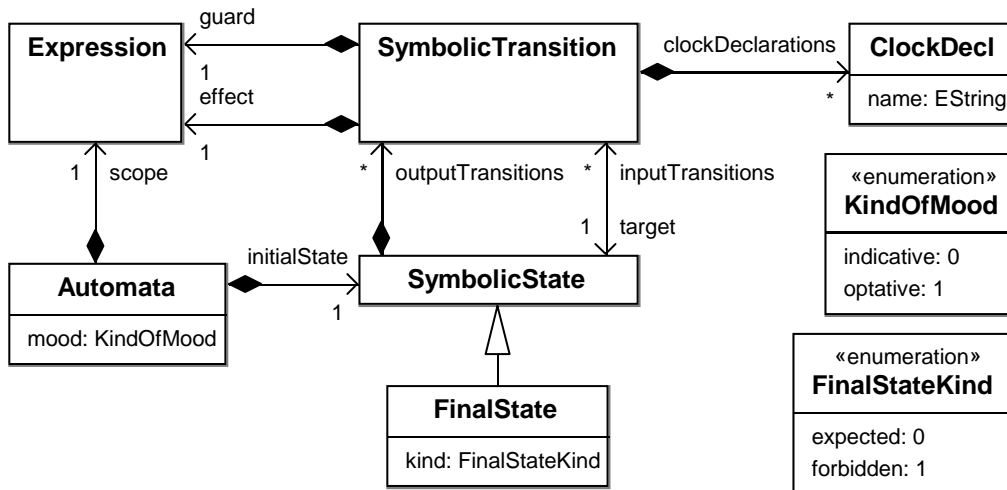 guard
Expression
SymbolicTransition
clockDeclarations
ClockDecl
1
effect
*
name: EString
1
1
scope
*
outputTransitions
*
inputTransitions
«enumeration»
KindOfMood
1
target
initialState
indicative: 0
optative: 1
Automata
SymbolicState
1
mood: KindOfMood
«enumeration»
FinalStateKind
FinalState
expected: 0
forbidden: 1
kind: FinalStateKind